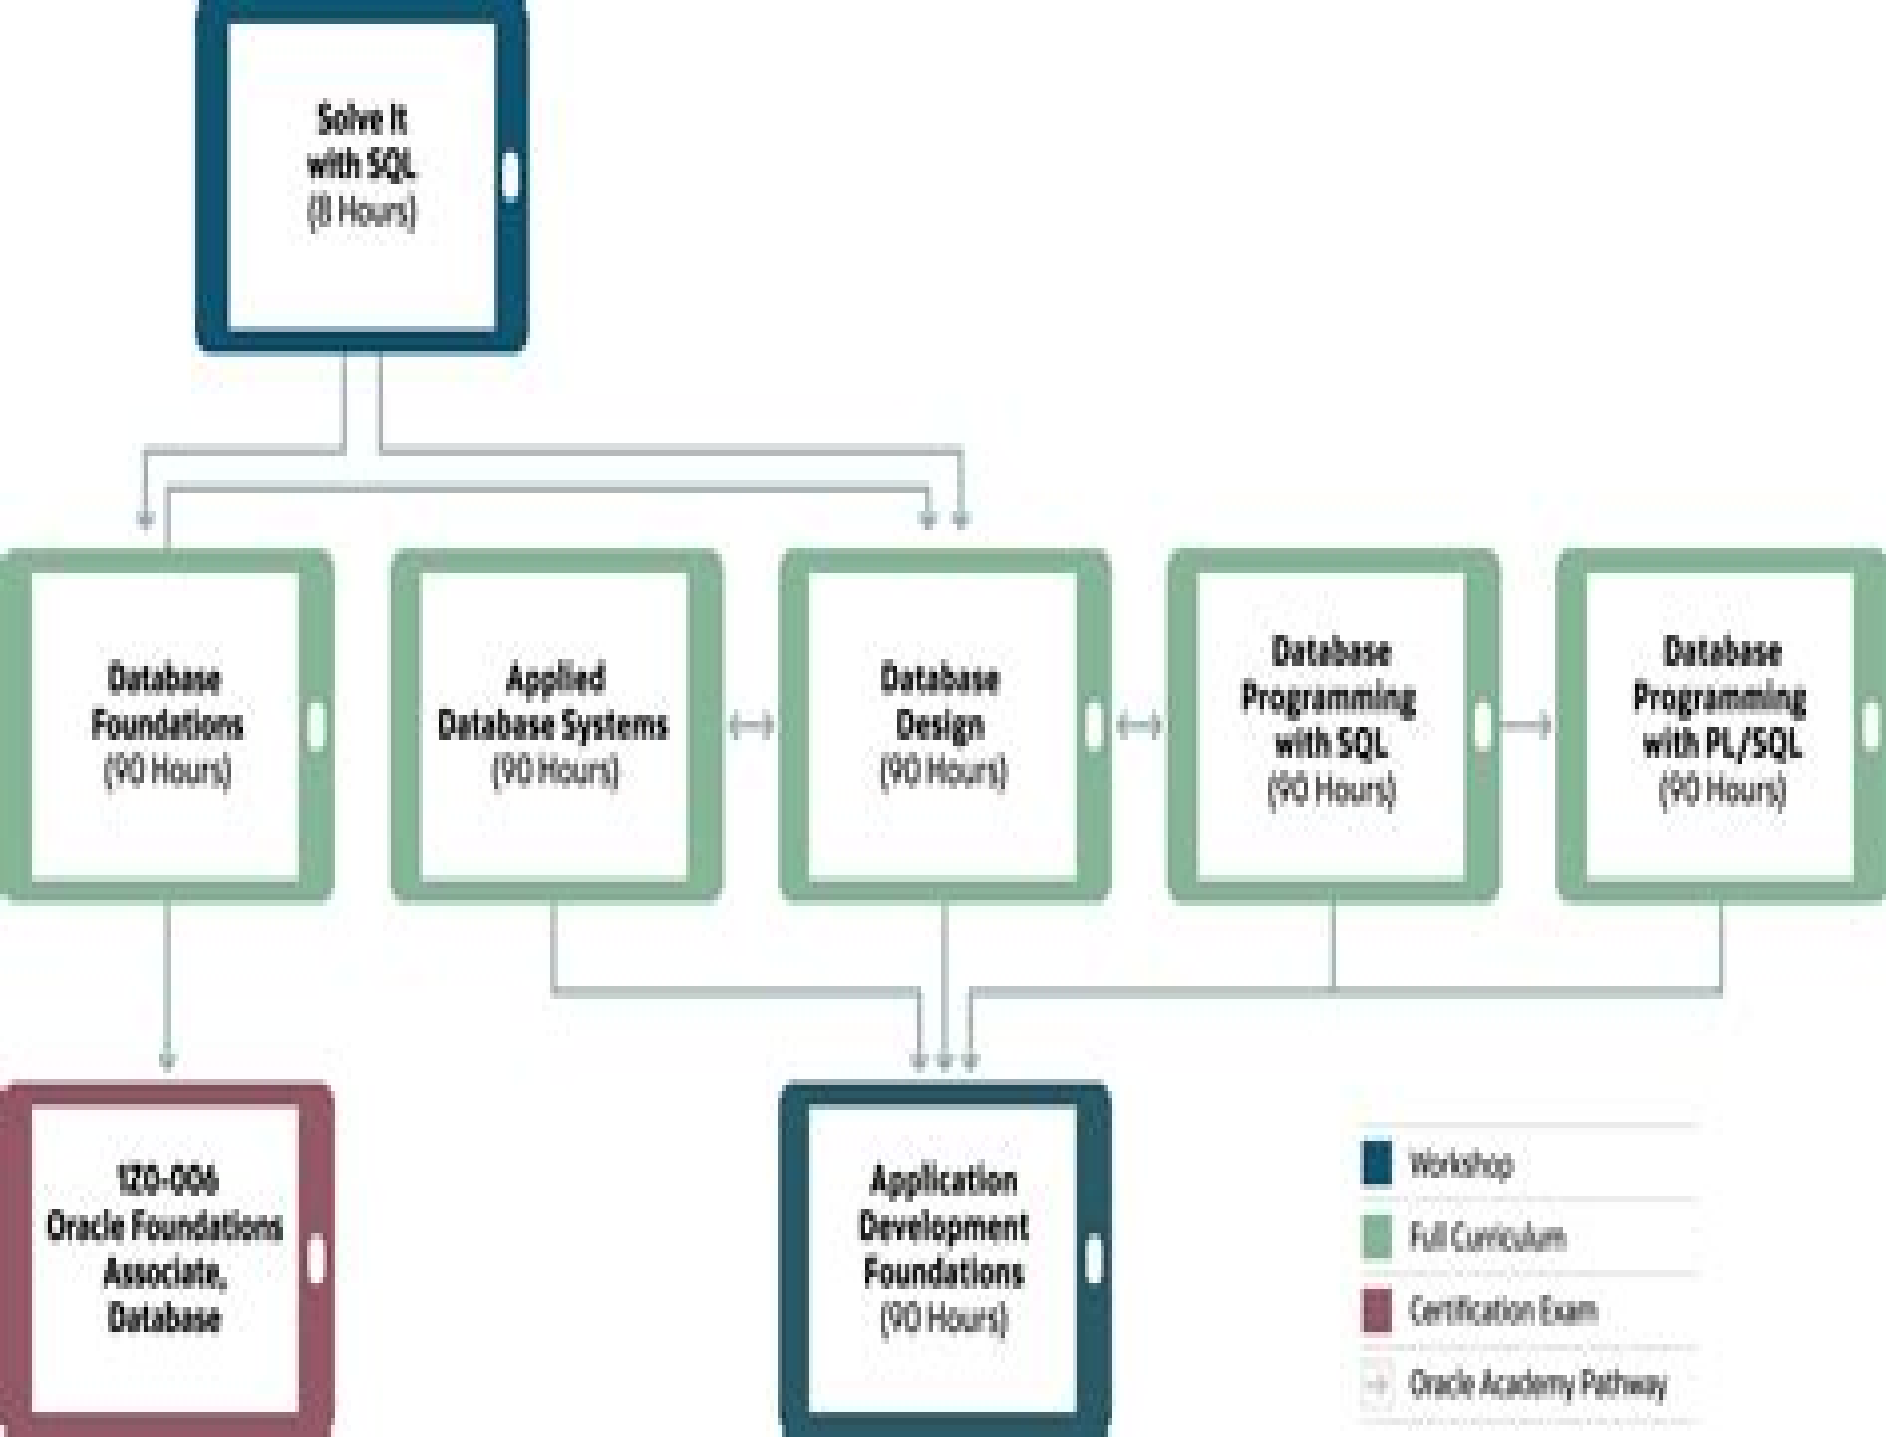 Solve It
with SQL
(8 Hours)
Database
Foundations
(90 Hours)
Applied
Database Systems
(90 Hours)
Database
Design
(90 Hours)
Database
Programming
with SQL
(90 Hours)
Database
Programming
with PL/SQL
(90 Hours)
1Z0-006
Oracle Foundations
Associate,
Database
Application
Development
Foundations
(90 Hours)
Workshop
Full Curriculum
Certification Exam
Oracle Academy Pathway